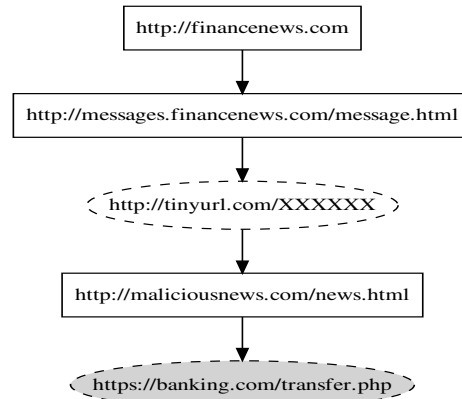 http://financenews.com
http://messages.financenews.com/message.html
http://tinyurl.com/XXXXXX
http://maliciousnews.com/news.html
https://banking.com/transfer.php